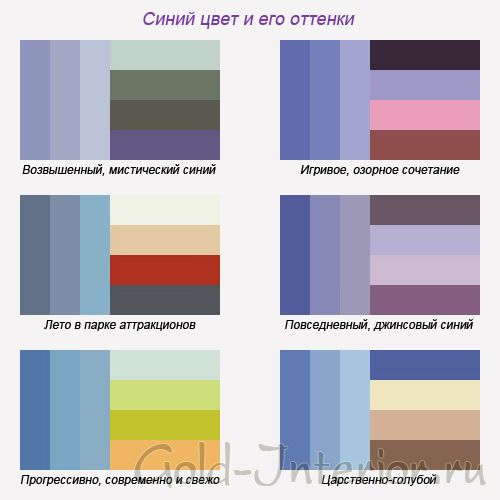 Синий цвет и его оттенки
Возвышенный, мистический синий
Игривое, озорное сочетание
Лето в парке аттракционов
Повседневный, джинсовый синий
Прогрессивно, современно и свежо
Царственно-голубой
Gold-Interior.ru